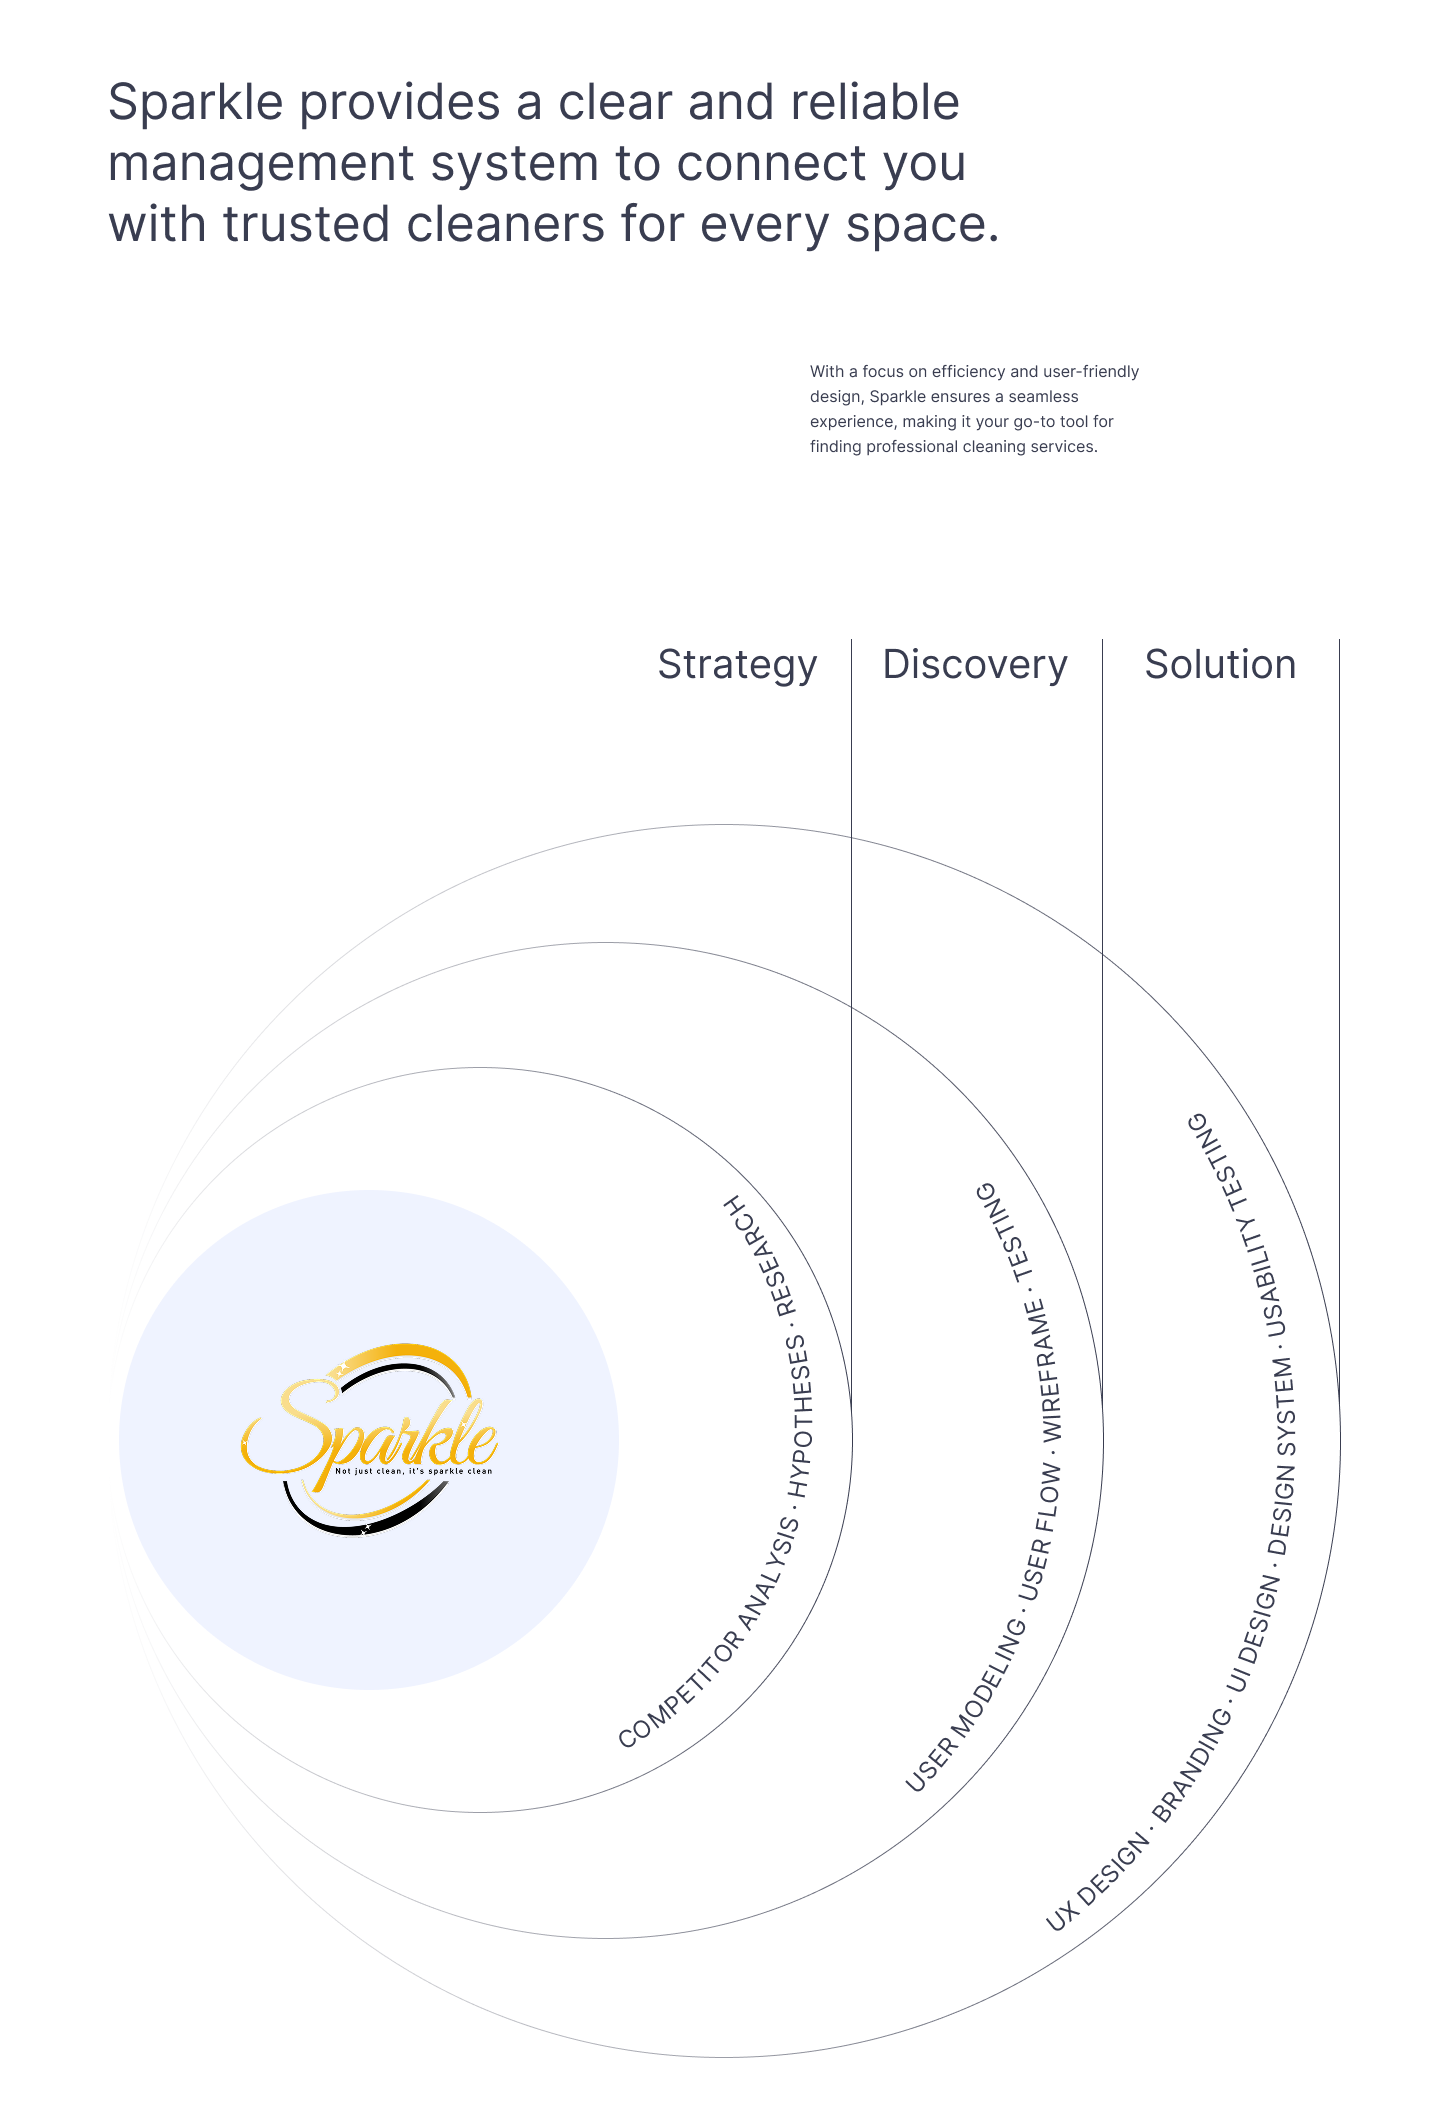 Sparkle provides a clear and reliable
management system to connect you
with trusted cleaners for every space.
With a focus on efficiency and user-friendly
design, Sparkle ensures a seamless
experience, making it your go-to tool for
finding professional cleaning services.
Strategy
Discovery
Solution
Sparkle
Not just clean, it's sparkle clean
COMPETITOR ANALYSIS · HYPOTHESES · RESEARCH
USER MODELING · USER FLOW · WIREFRAME · TESTING
UX DESIGN · BRANDING · UI DESIGN · DESIGN SYSTEM · USABILITY TESTING